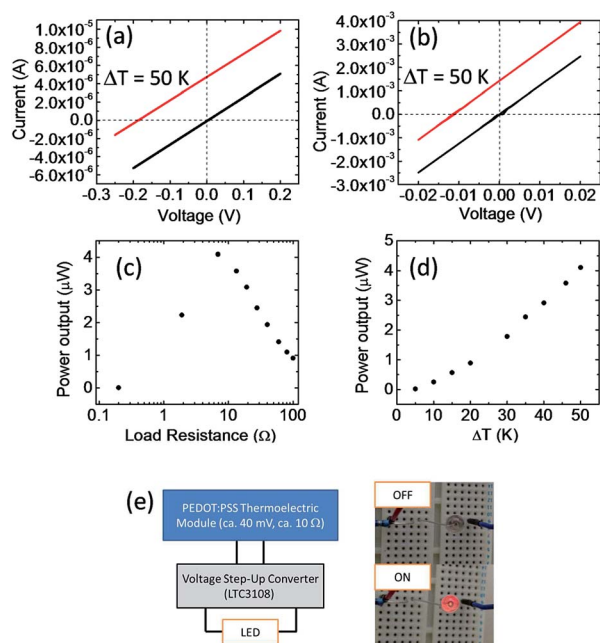 (a)
Current (A)
1.0x10⁻⁵
8.0x10⁻⁶
6.0x10⁻⁶
4.0x10⁻⁶
2.0x10⁻⁶
0.0
-2.0x10⁻⁶
-4.0x10⁻⁶
-6.0x10⁻⁶
ΔT = 50 K
-0.3 -0.2 -0.1 0.0 0.1 0.2
Voltage (V)
(b)
Current (A)
4.0x10⁻³
3.0x10⁻³
2.0x10⁻³
1.0x10⁻³
0.0
-1.0x10⁻³
-2.0x10⁻³
-3.0x10⁻³
ΔT = 50 K
-0.02 -0.01 0.00 0.01 0.02
Voltage (V)
(c)
Power output (μW)
4
3
2
1
0
0.1 1 10 100
Load Resistance (Ω)
(d)
Power output (μW)
5
4
3
2
1
0
0 10 20 30 40 50
ΔT (K)
(e)
PEDOT:PSS Thermoelectric
Module (ca. 40 mV, ca. 10 Ω)
Voltage Step-Up Converter
(LTC3108)
LED
OFF
ON